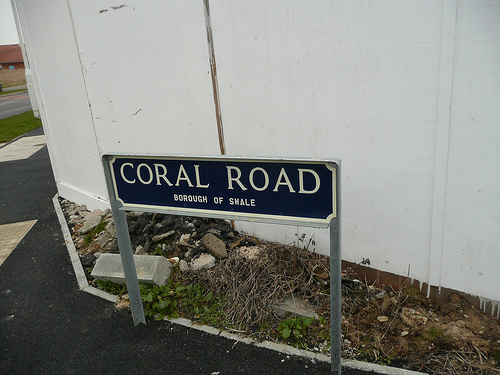 CORAL ROAD
BOROUGH OF SWALE